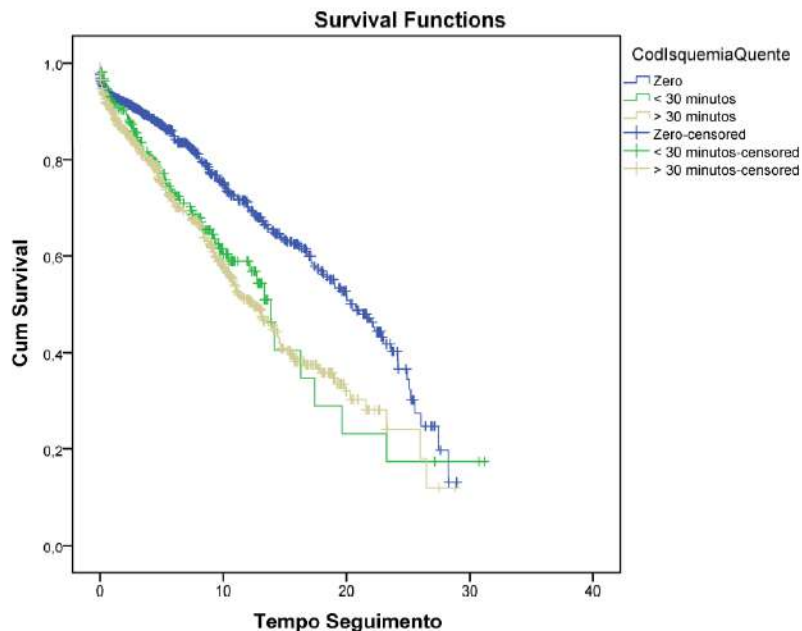 Survival Functions
CodIsquemiaQuente
Zero
< 30 minutos
> 30 minutos
Zero-censored
< 30 minutos-censored
> 30 minutos-censored
Cum Survival
1,0
0,8
0,6
0,4
0,2
0,0
0 10 20 30 40
Tempo Seguimento